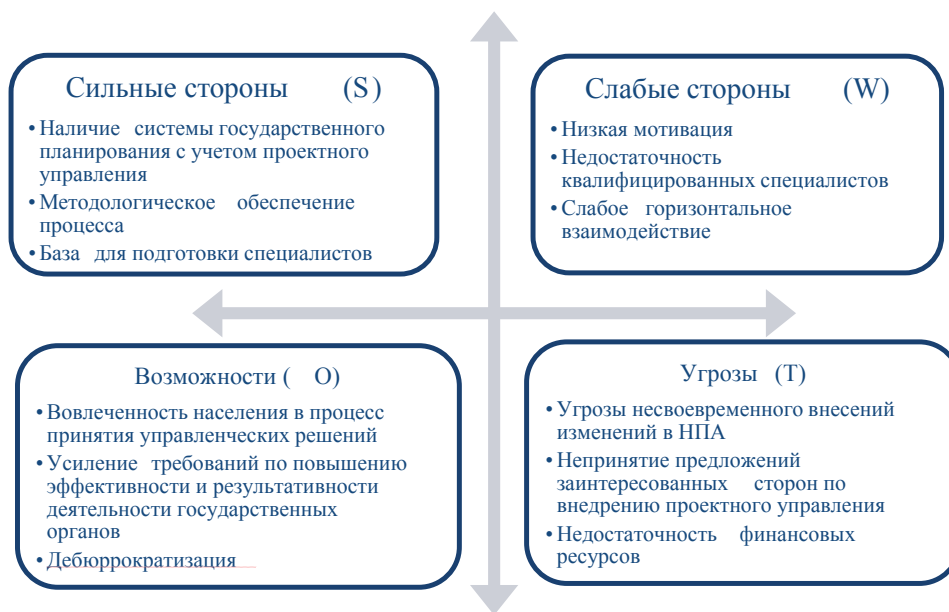 Сильные стороны (S)
• Наличие системы государственного
планирования с учетом проектного
управления
• Методологическое обеспечение
процесса
• База для подготовки специалистов
Слабые стороны (W)
• Низкая мотивация
• Недостаточность
квалифицированных специалистов
• Слабое горизонтальное
взаимодействие
Возможности ( O)
• Вовлеченность населения в процесс
принятия управленческих решений
• Усиление требований по повышению
эффективности и результативности
деятельности государственных
органов
• Дебюррократизация
Угрозы (T)
• Угрозы несвоевременного внесений
изменений в НПА
• Непринятие предложений
заинтересованных сторон по
внедрению проектного управления
• Недостаточность финансовых
ресурсов